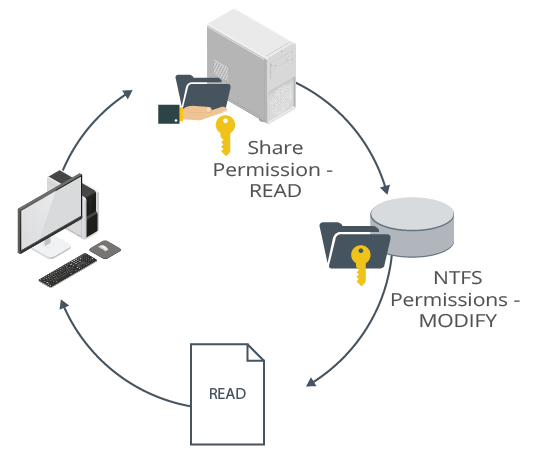 Share
Permission -
READ
NTFS
Permissions -
MODIFY
READ